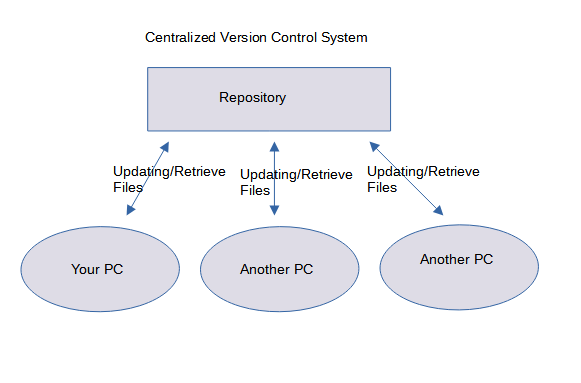 Centralized Version Control System
Repository
Updating/Retrieve
Files
Updating/Retrieve
Files
Updating/Retrieve
Files
Your PC
Another PC
Another PC